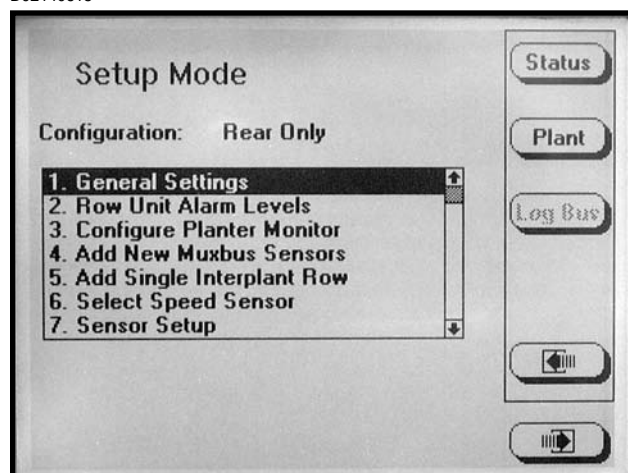 Setup Mode
Status
Configuration: Rear Only
Plant
1. General Settings
2. Row Unit Alarm Levels
3. Configure Planter Monitor
4. Add New Muxbus Sensors
5. Add Single Interplant Row
6. Select Speed Sensor
7. Sensor Setup
Log Bus